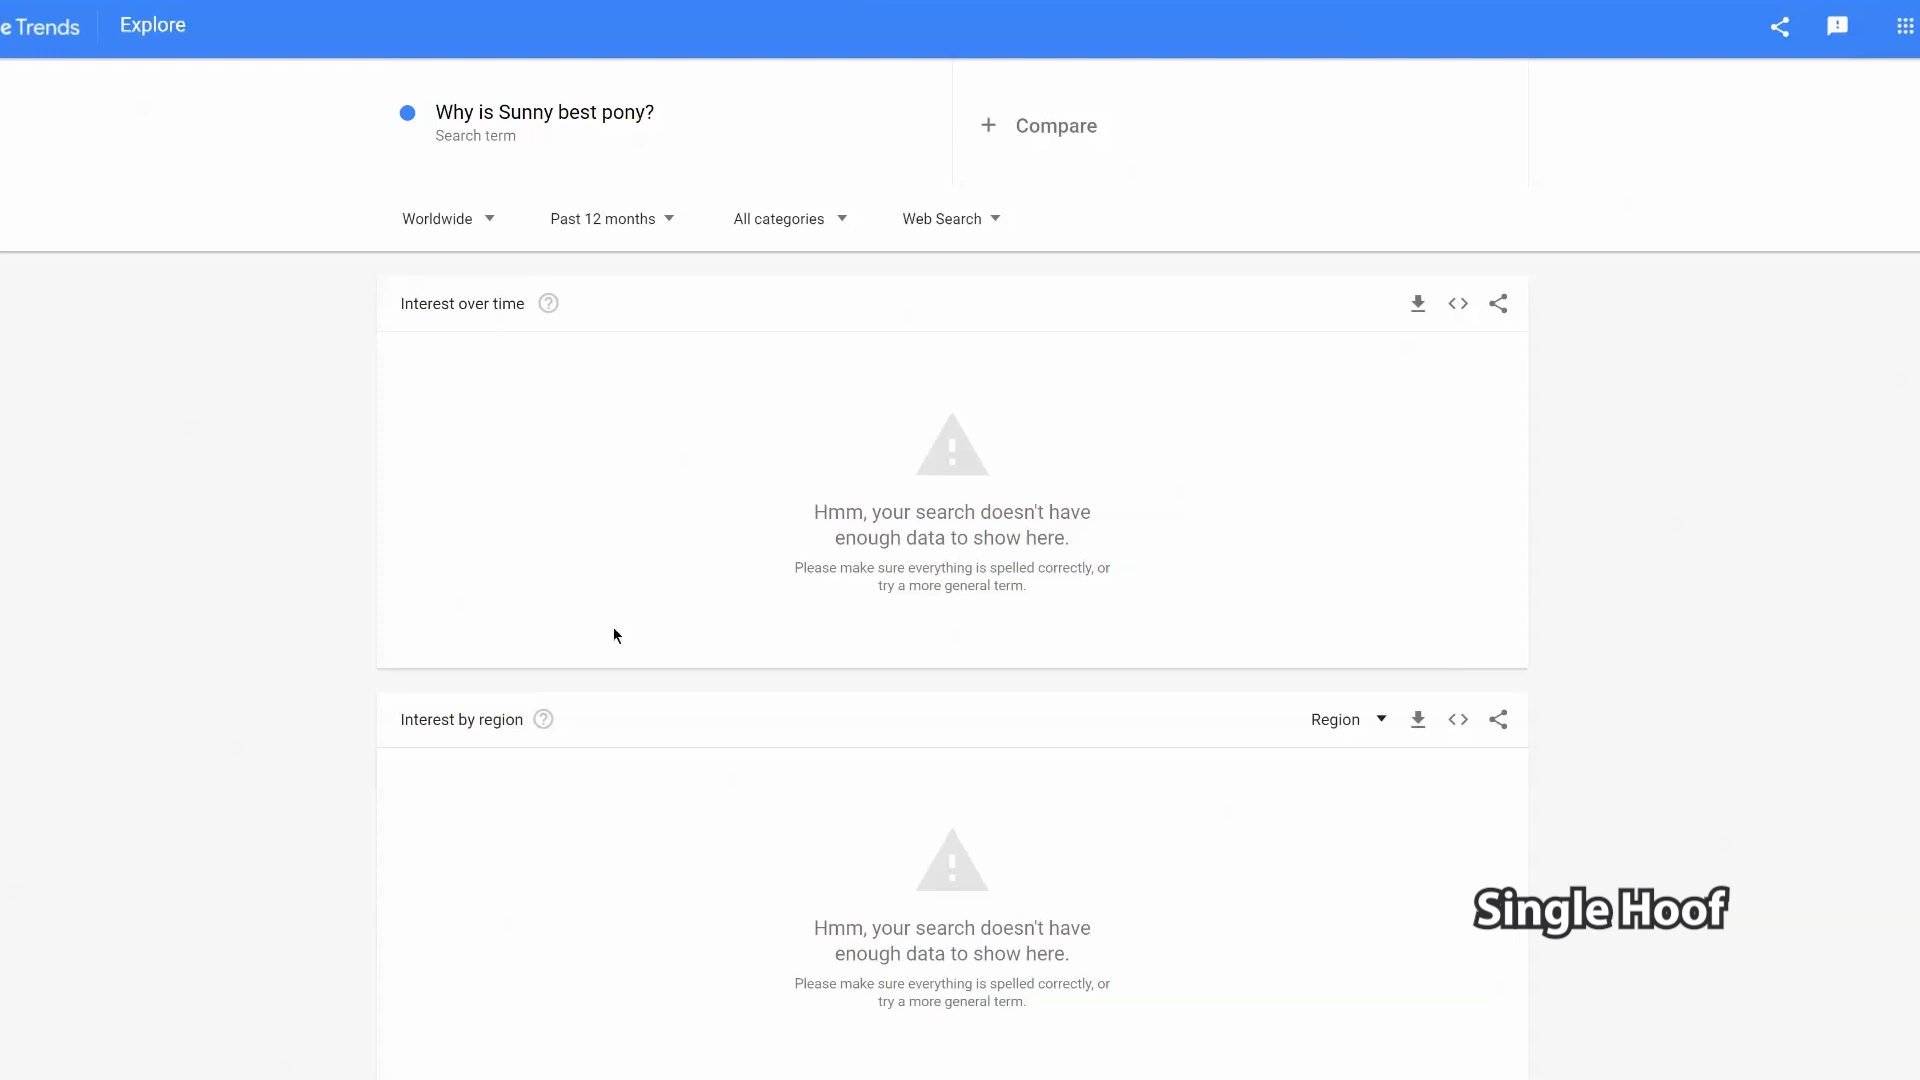 e Trends
Explore
Why is Sunny best pony?
Search term
+ Compare
Worldwide
Past 12 months
All categories
Web Search
Interest over time
Hmm, your search doesn't have
enough data to show here.
Please make sure everything is spelled correctly, or
try a more general term.
Interest by region
Region
Hmm, your search doesn't have
enough data to show here.
Please make sure everything is spelled correctly, or
try a more general term.
Single Hoof